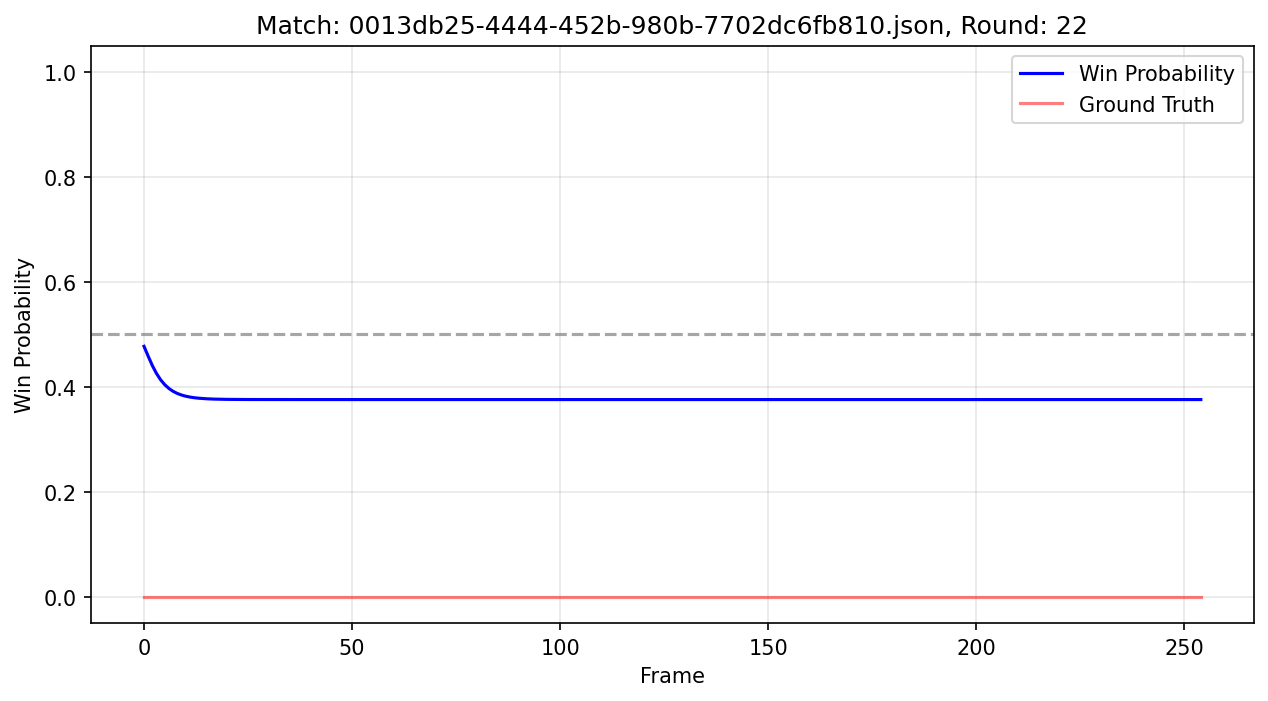 Match: 0013db25-4444-452b-980b-7702dc6fb810.json, Round: 22
Win Probability
Ground Truth
1.0
0.8
0.6
0.4
0.2
0.0
Win Probability
0 50 100 150 200 250
Frame